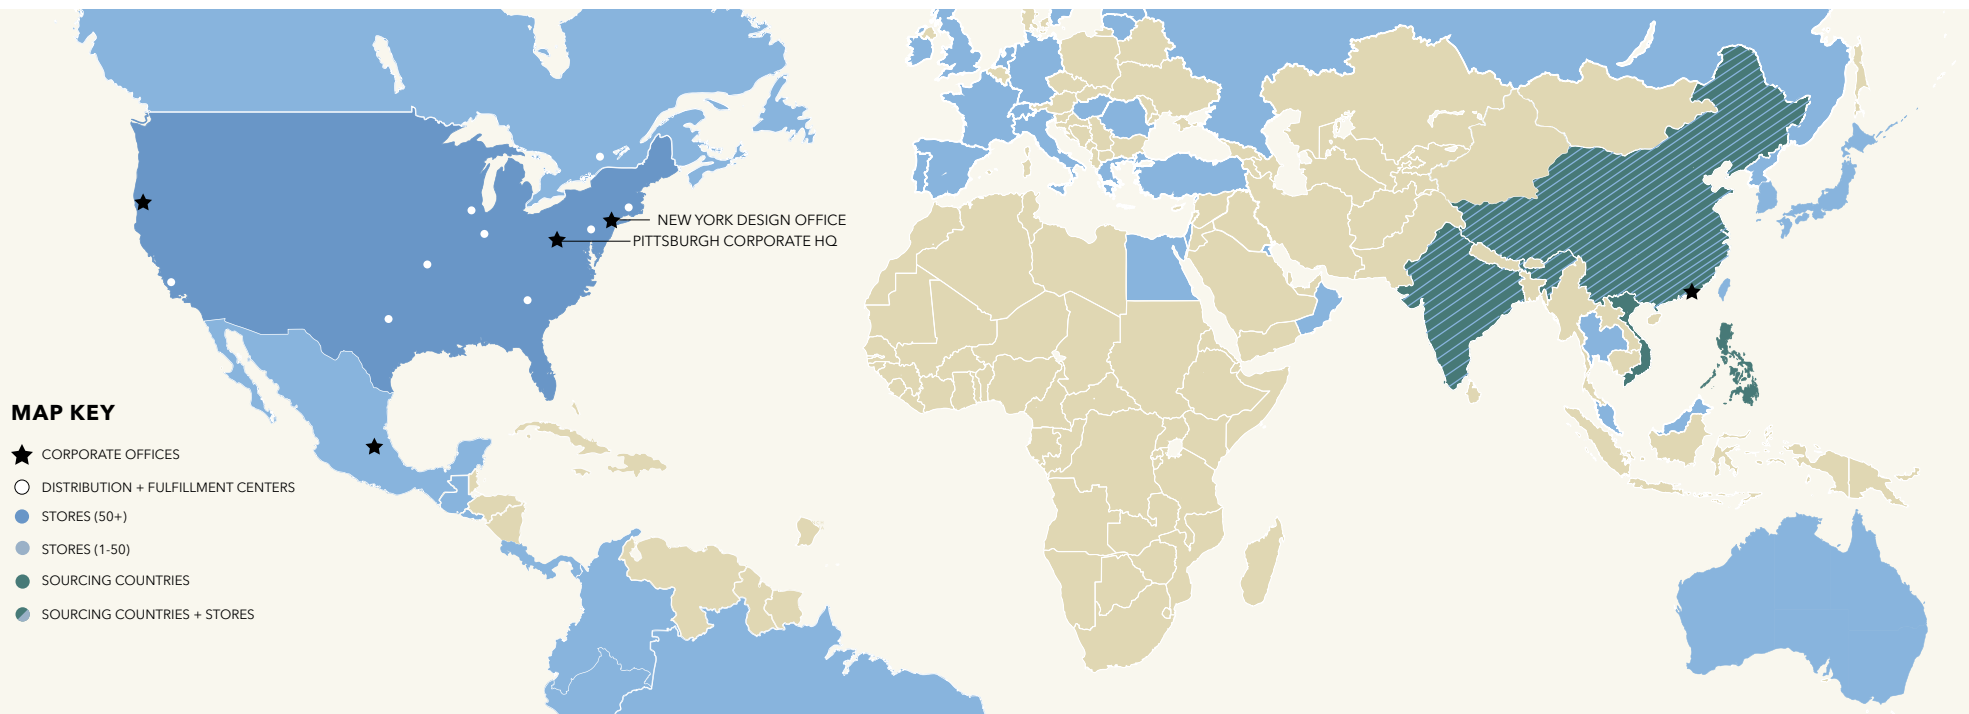 NEW YORK DESIGN OFFICE
PITTSBURGH CORPORATE HQ
MAP KEY
CORPORATE OFFICES
DISTRIBUTION + FULFILLMENT CENTERS
STORES (50+)
STORES (1-50)
SOURCING COUNTRIES
SOURCING COUNTRIES + STORES